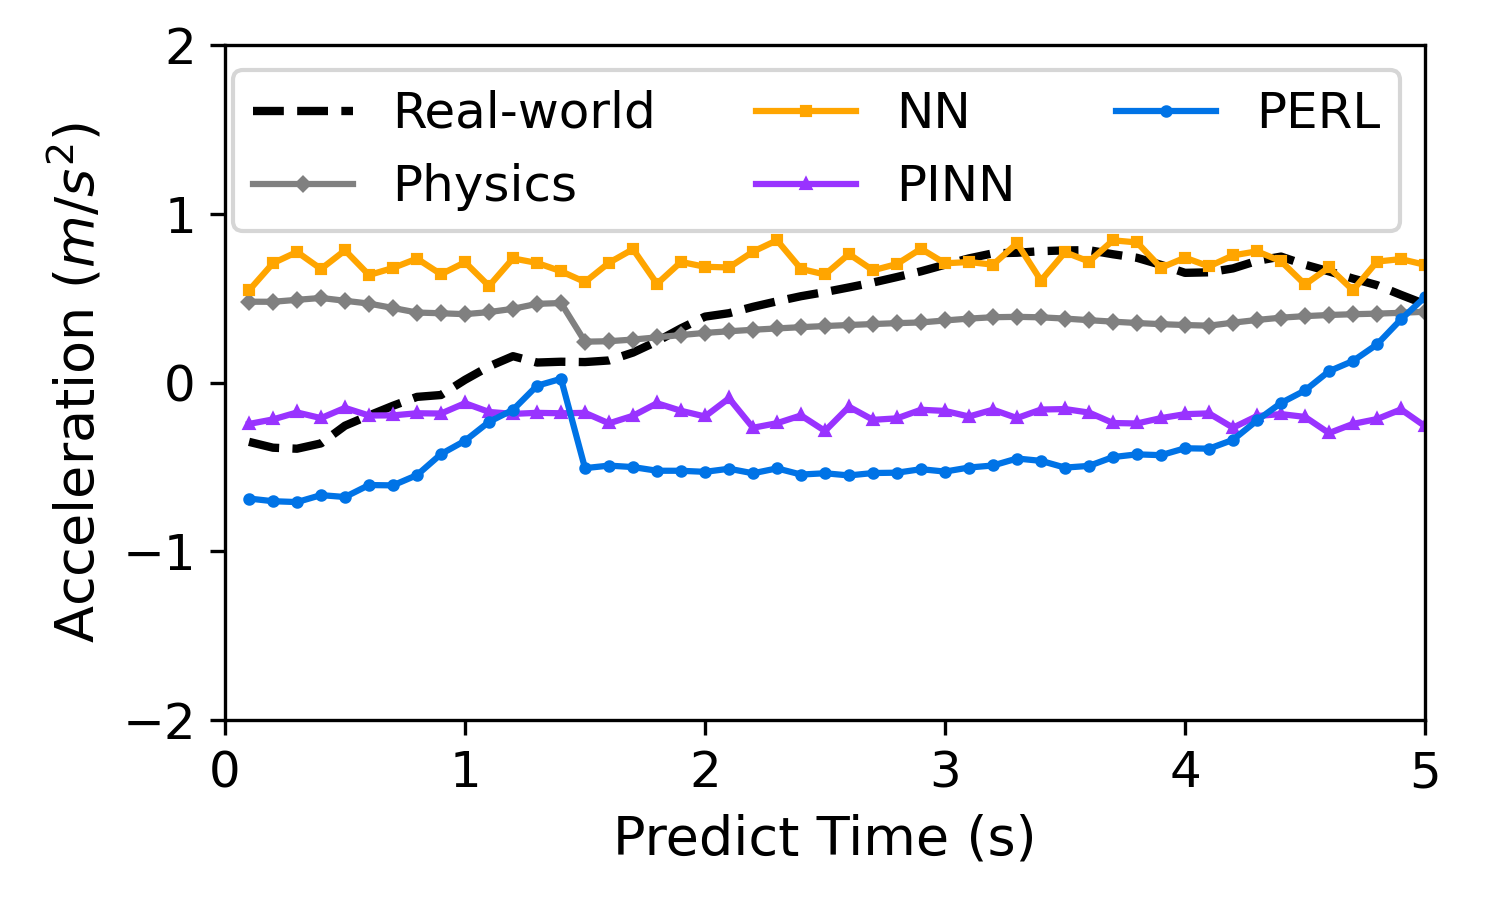 2
1
0
−1
−2
Acceleration (m/s²)
Real-world
Physics
NN
PINN
PERL
0 1 2 3 4 5
Predict Time (s)